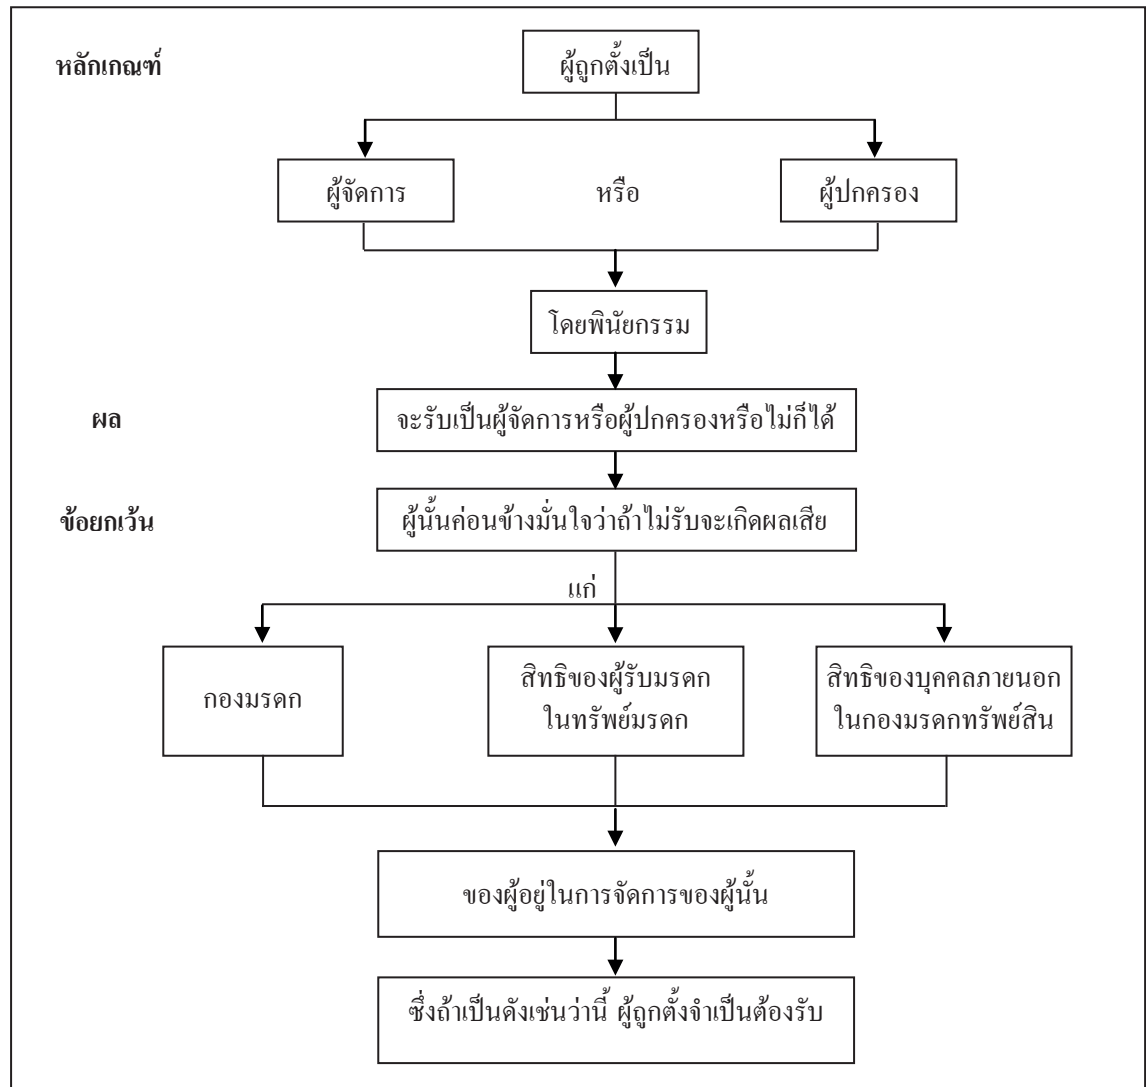 หลักเกณฑ์
ผู้ถูกตั้งเป็น
ผู้จัดการ
หรือ
ผู้ปกครอง
โดยพินัยกรรม
ผล
จะรับเป็นผู้จัดการหรือผู้ปกครองหรือไม่ก็ได้
ข้อยกเว้น
ผู้นั้นค่อนข้างมั่นใจว่าถ้าไม่รับจะเกิดผลเสีย
แก่
กองมรดก
สิทธิของผู้รับมรดก
ในทรัพย์มรดก
สิทธิของบุคคลภายนอก
ในกองมรดกทรัพย์สิน
ของผู้อยู่ในการจัดการของผู้นั้น
ซึ่งถ้าเป็นดังเช่นว่านี้ ผู้ถูกตั้งจำเป็นต้องรับ